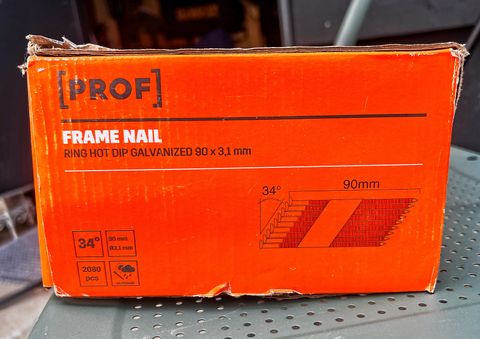 [PROF]
FRAME NAIL
RING HOT DIP GALVANIZED 90 x 3,1 mm
34° 90mm
34° 90 mm
Ø3,1 mm
2080
pcs
OUTDOOR